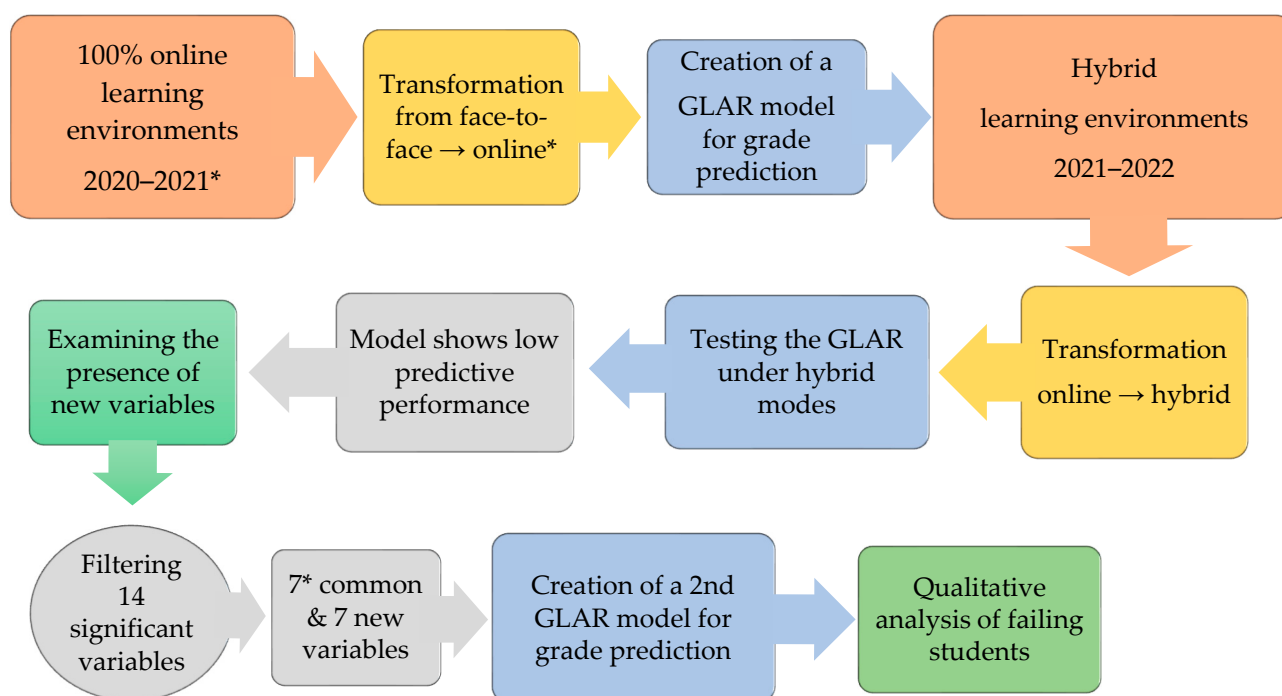 100% online
learning
environments
2020–2021*
Transformation
from face-to-
face → online*
Creation of a
GLAR model
for grade
prediction
Hybrid
learning environments
2021–2022
Transformation
online → hybrid
Testing the GLAR
under hybrid
modes
Model shows low
predictive
performance
Examining the
presence of
new variables
Filtering
14
significant
variables
7* common
& 7 new
variables
Creation of a 2nd
GLAR model for
grade prediction
Qualitative
analysis of failing
students